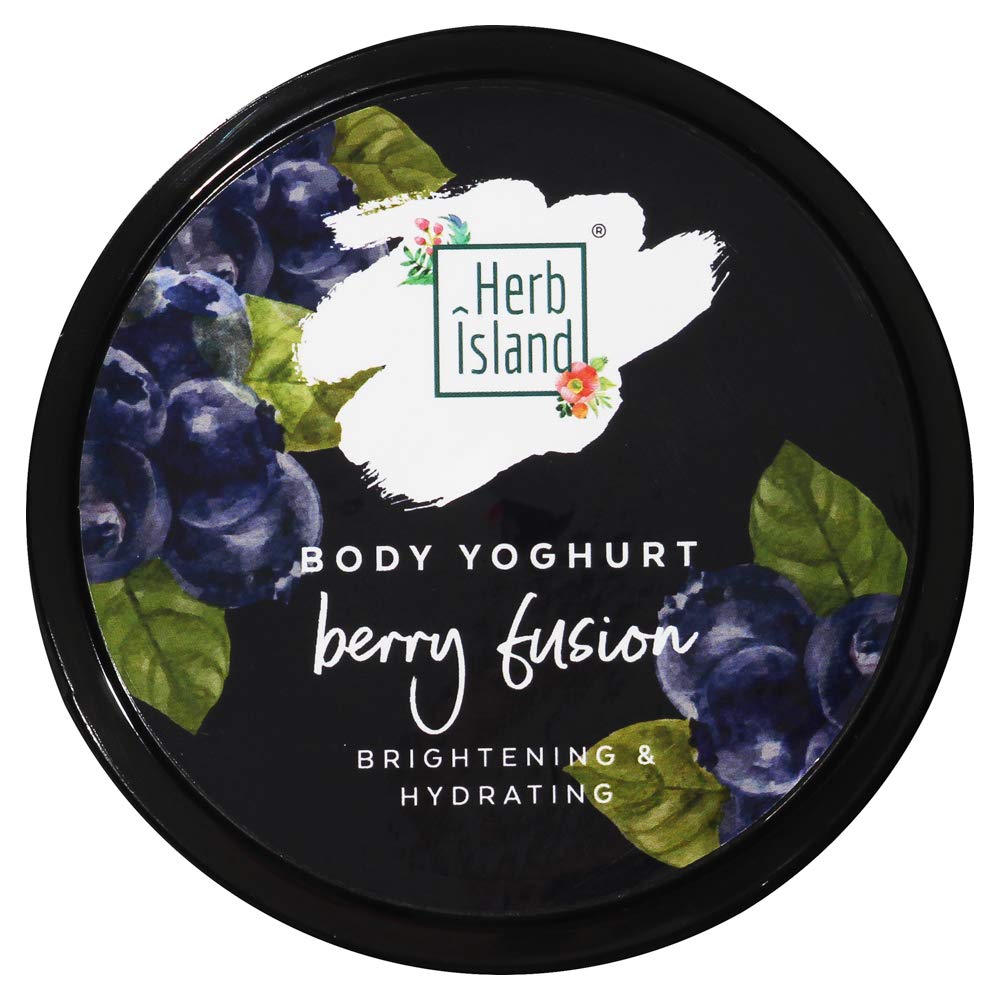 ®
Herb
Îsland
BODY YOGHURT
berry fusion
BRIGHTENING &
HYDRATING